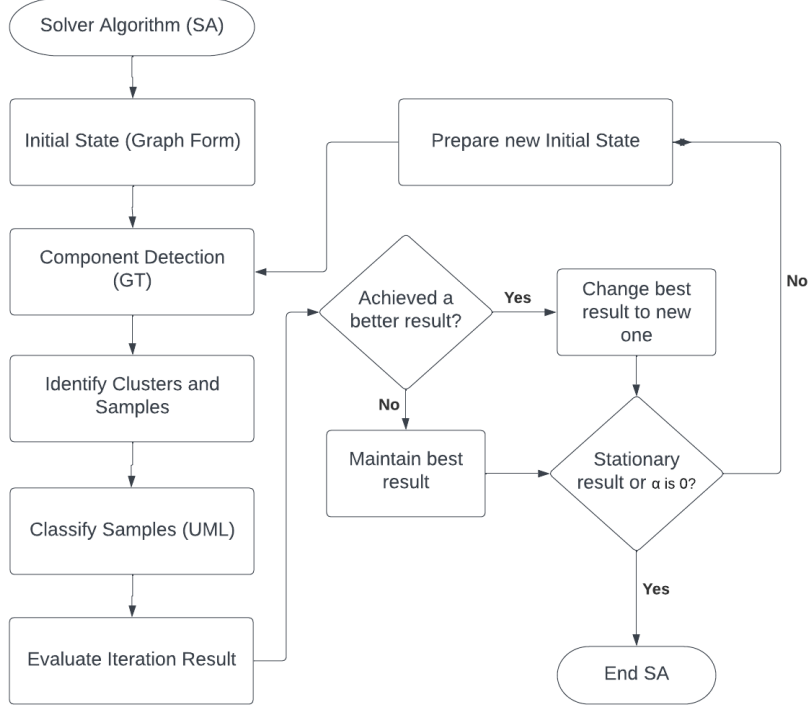 Solver Algorithm (SA)
Initial State (Graph Form)
Component Detection
(GT)
Identify Clusters and
Samples
Classify Samples (UML)
Evaluate Iteration Result
Prepare new Initial State
Achieved a
better result?
Yes
No
Change best
result to new
one
Maintain best
result
Stationary
result or α is 0?
No
Yes
End SA